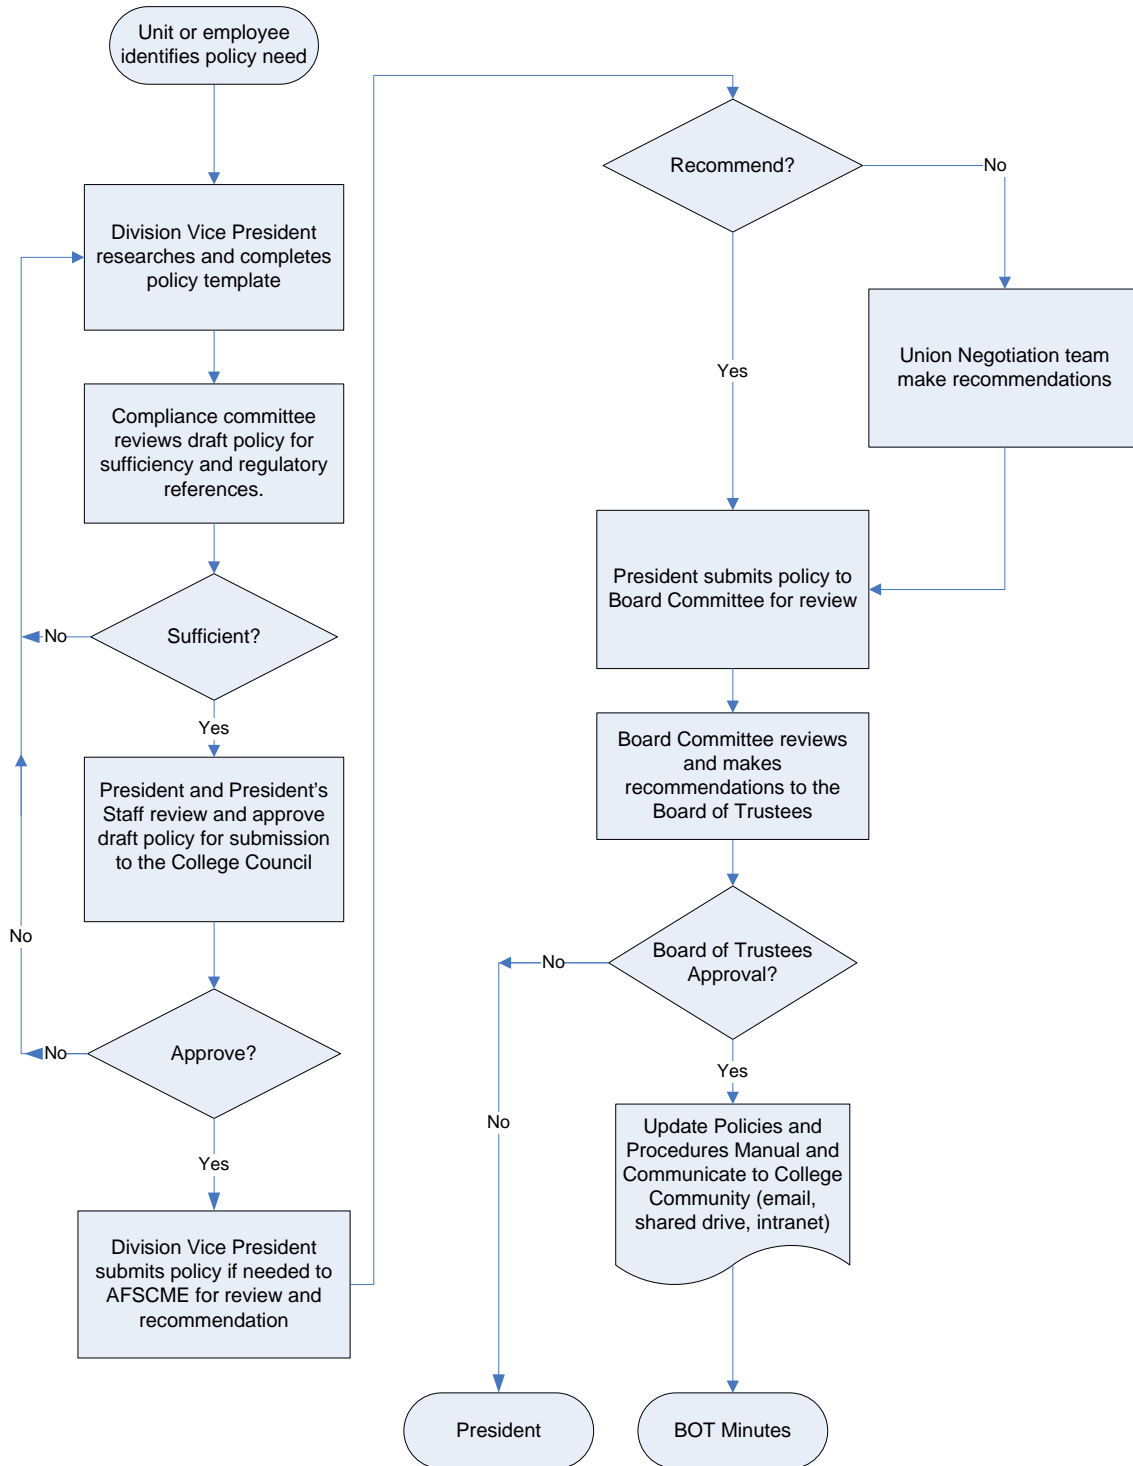 Unit or employee
identifies policy need
Division Vice President
researches and completes
policy template
Compliance committee
reviews draft policy for
sufficiency and regulatory
references.
Sufficient?
No
Yes
President and President’s
Staff review and approve
draft policy for submission
to the College Council
No
Approve?
No
Yes
Division Vice President
submits policy if needed to
AFSCME for review and
recommendation
Recommend?
No
Yes
Union Negotiation team
make recommendations
President submits policy to
Board Committee for review
Board Committee reviews
and makes
recommendations to the
Board of Trustees
Board of Trustees
Approval?
No
No
Yes
Update Policies and
Procedures Manual and
Communicate to College
Community (email,
shared drive, intranet)
President
BOT Minutes